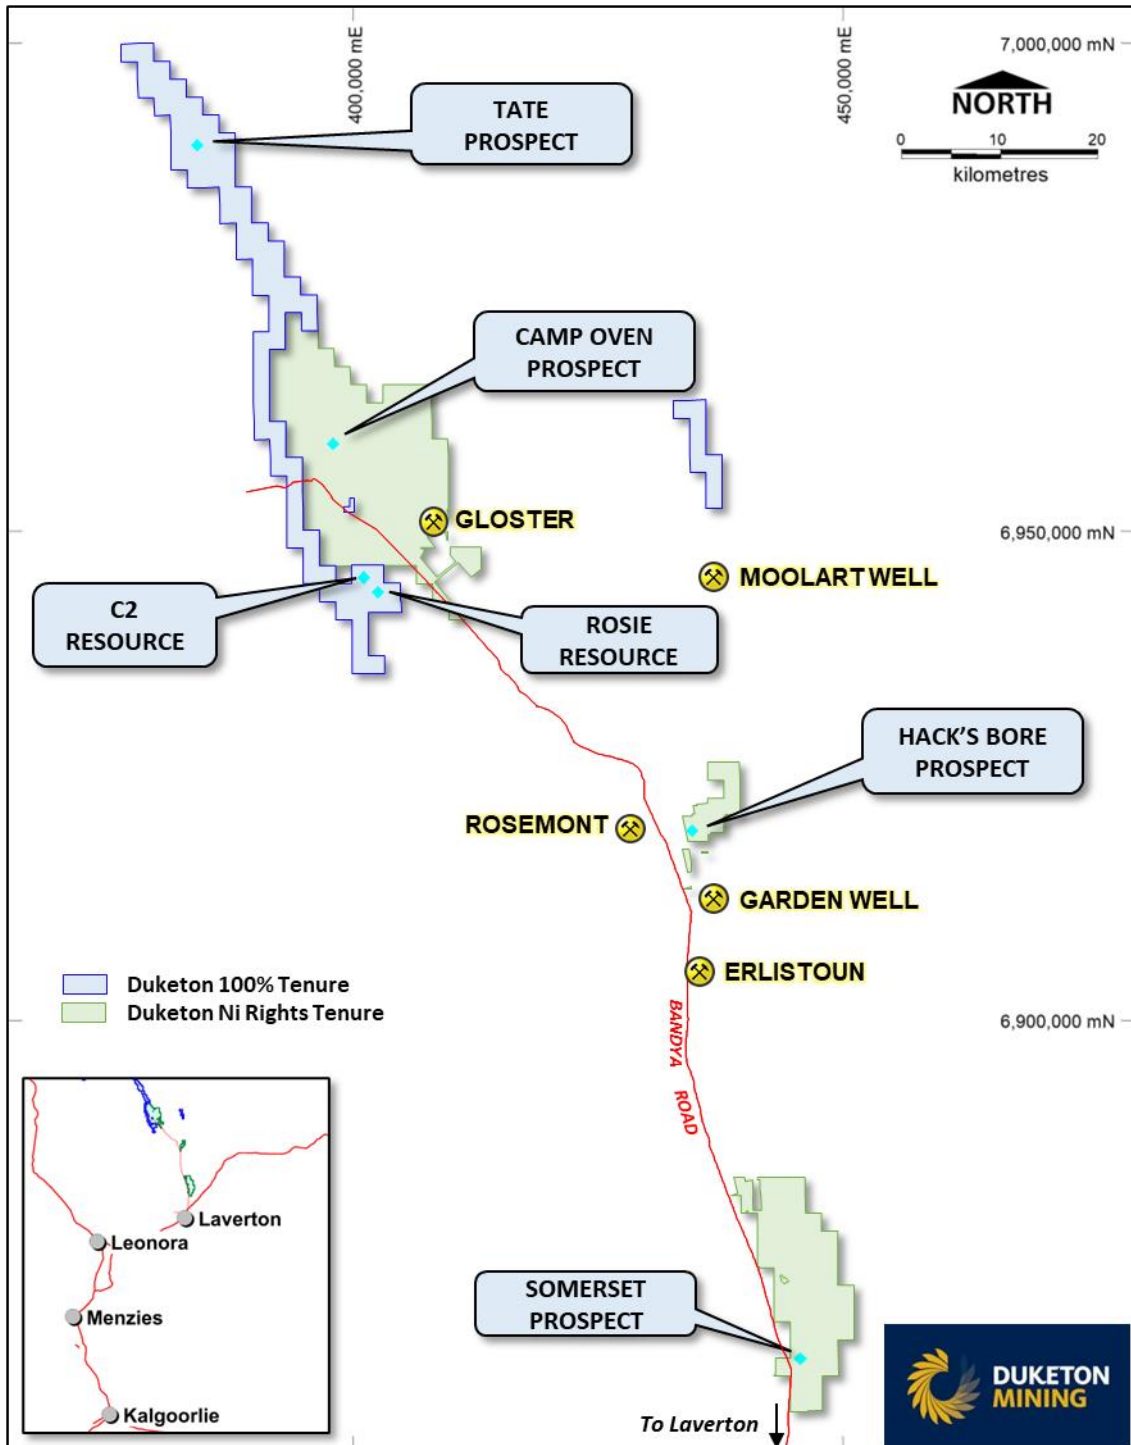 400,000 mE
450,000 mE
7,000,000 mN
NORTH
0 10 20
kilometres
TATE
PROSPECT
CAMP OVEN
PROSPECT
GLOSTER
6,950,000 mN
MOOLART WELL
C2
RESOURCE
ROSIE
RESOURCE
HACK'S BORE
PROSPECT
ROSEMONT
GARDEN WELL
ERLISTOUN
Duketon 100% Tenure
Duketon Ni Rights Tenure
6,900,000 mN
BANDYA
ROAD
Laverton
Leonora
Menzies
Kalgoorlie
SOMERSET
PROSPECT
To Laverton
DUKETON
MINING